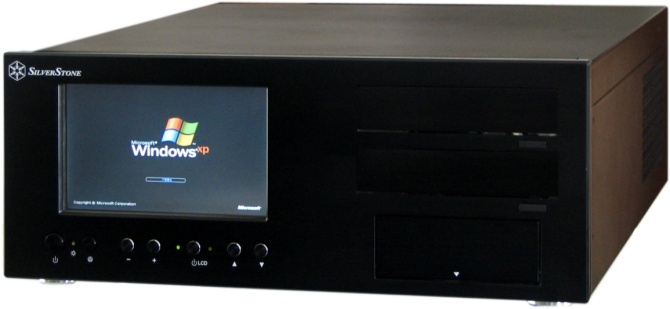 SILVERSTONE
Microsoft®
Windows xp
Copyright © Microsoft Corporation
Microsoft
- + LCD